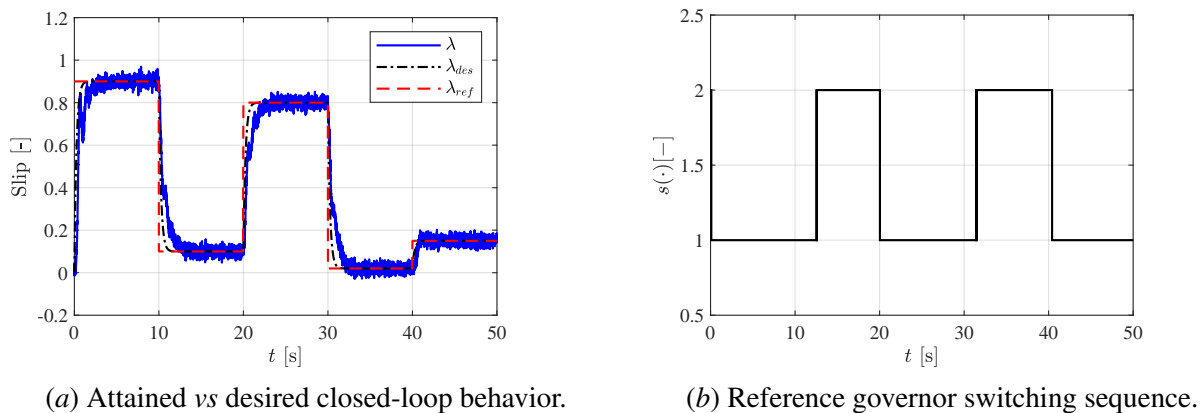 1.2
1
0.8
0.6
0.4
0.2
0
-0.2
Slip [-]
0 10 20 30 40 50
t [s]
λ
λ_des
λ_ref
2.5
2
1.5
1
0.5
s(·)[−]
0 10 20 30 40 50
t [s]
(a) Attained vs desired closed-loop behavior.
(b) Reference governor switching sequence.